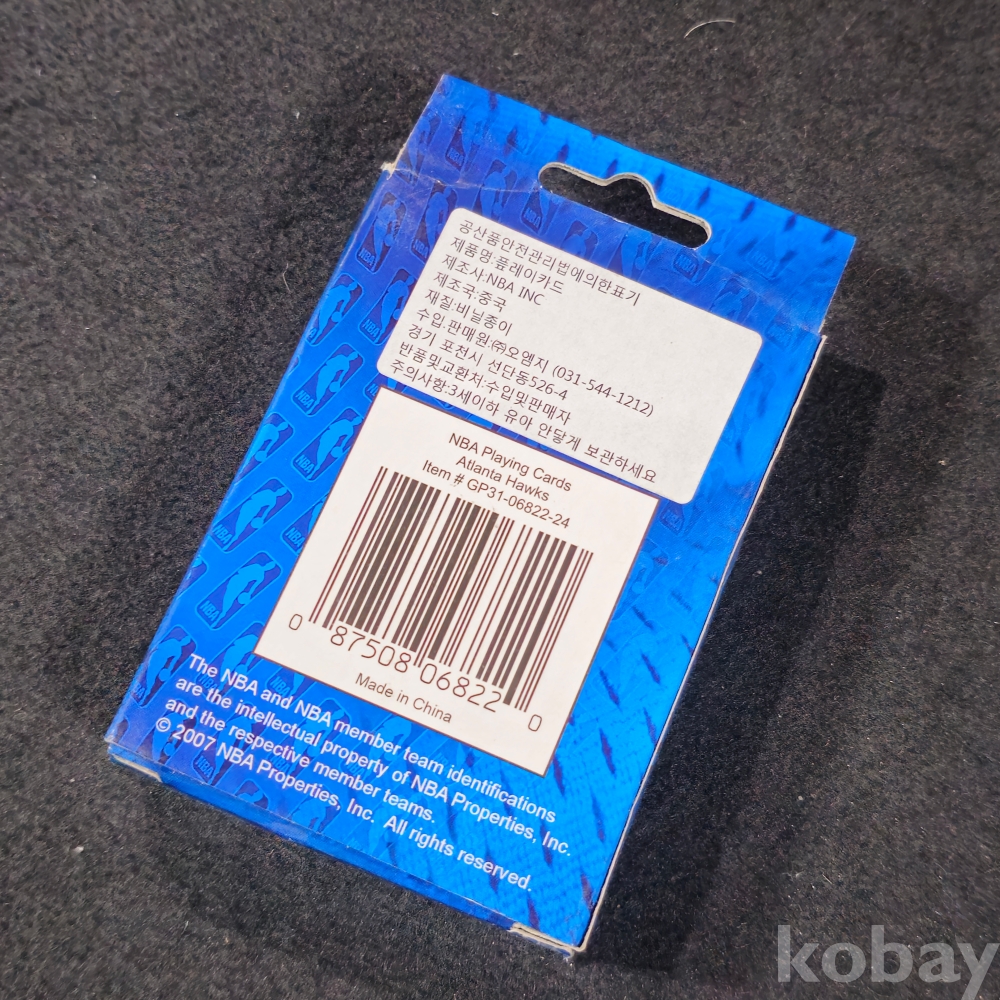 공산품안전관리법에의한표기
제품명:플레이카드
제조사:NBA INC
제조국:중국
재질:비닐종이
수입.판매원:㈜오엠지 (031-544-1212)
경기 포천시 선단동526-4
반품및교환처:수입및판매자
주의사항:3세이하 유아 안닿게 보관하세요
NBA Playing Cards
Atlanta Hawks
Item # GP31-06822-24
0 87508 06822 0
Made in China
The NBA and NBA member team identifications
are the intellectual property of NBA Properties, Inc.
and the respective member teams.
© 2007 NBA Properties, Inc. All rights reserved.
NBA
kobay